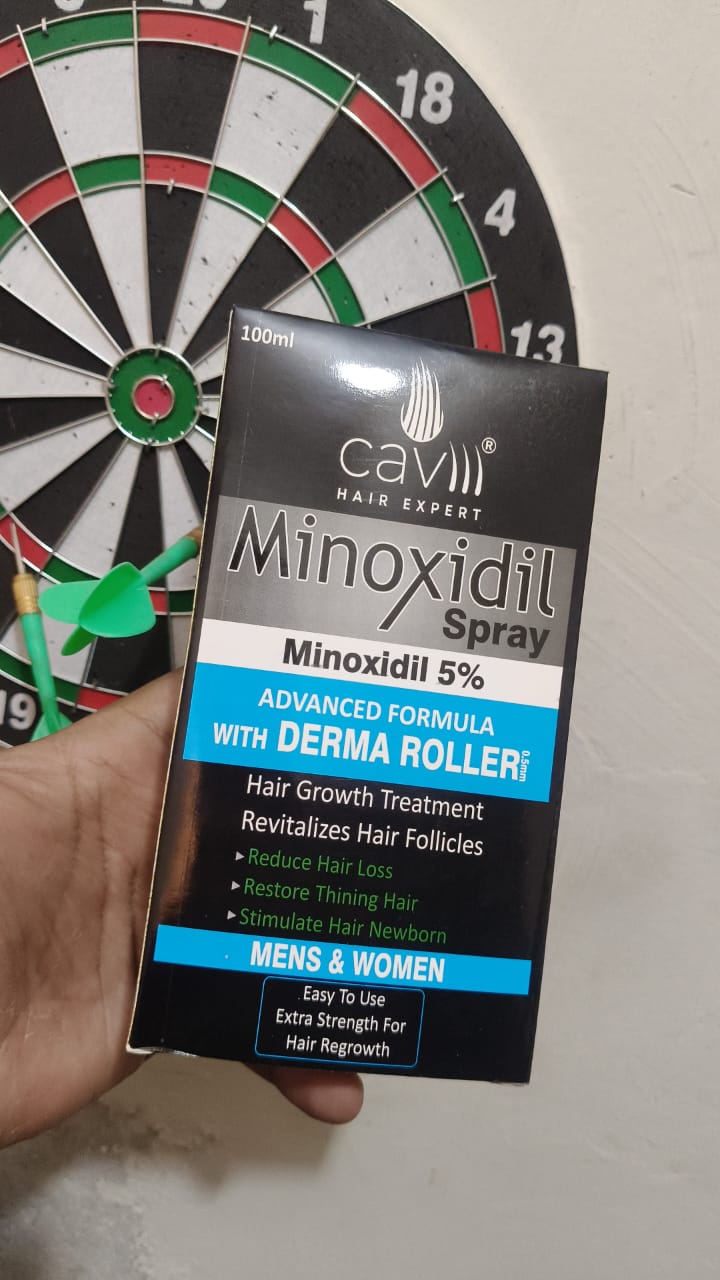 1
18
4
13
19
100ml
cavill®
HAIR EXPERT
Minoxidil
Spray
Minoxidil 5%
ADVANCED FORMULA
WITH DERMA ROLLER 0.5mm
Hair Growth Treatment
Revitalizes Hair Follicles
Reduce Hair Loss
Restore Thining Hair
Stimulate Hair Newborn
MENS & WOMEN
Easy To Use
Extra Strength For
Hair Regrowth